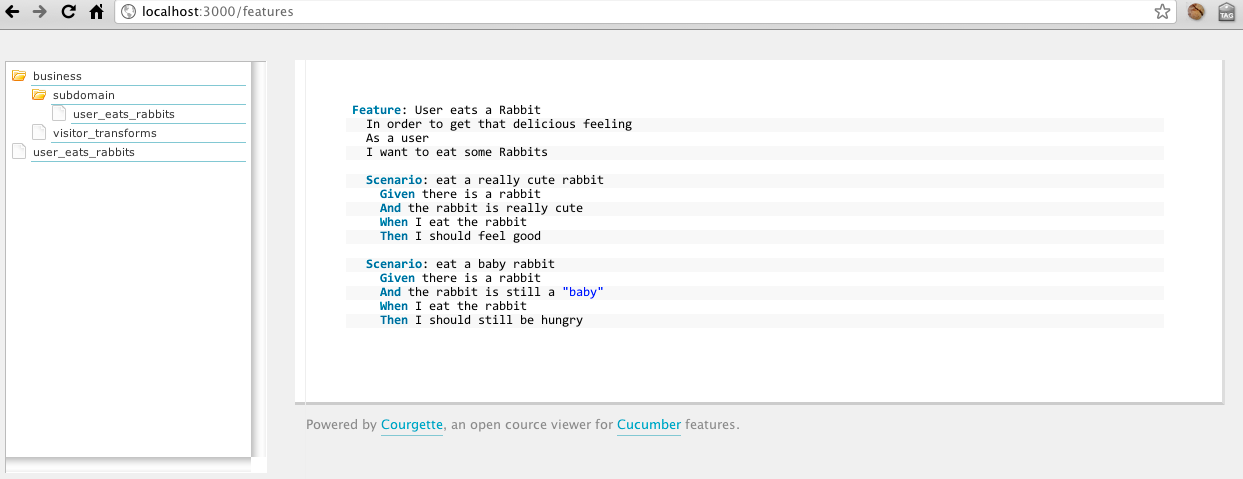 localhost:3000/features
TAG
business
subdomain
user_eats_rabbits
visitor_transforms
user_eats_rabbits
Feature: User eats a Rabbit
In order to get that delicious feeling
As a user
I want to eat some Rabbits
Scenario: eat a really cute rabbit
Given there is a rabbit
And the rabbit is really cute
When I eat the rabbit
Then I should feel good
Scenario: eat a baby rabbit
Given there is a rabbit
And the rabbit is still a "baby"
When I eat the rabbit
Then I should still be hungry
Powered by Courgette, an open cource viewer for Cucumber features.